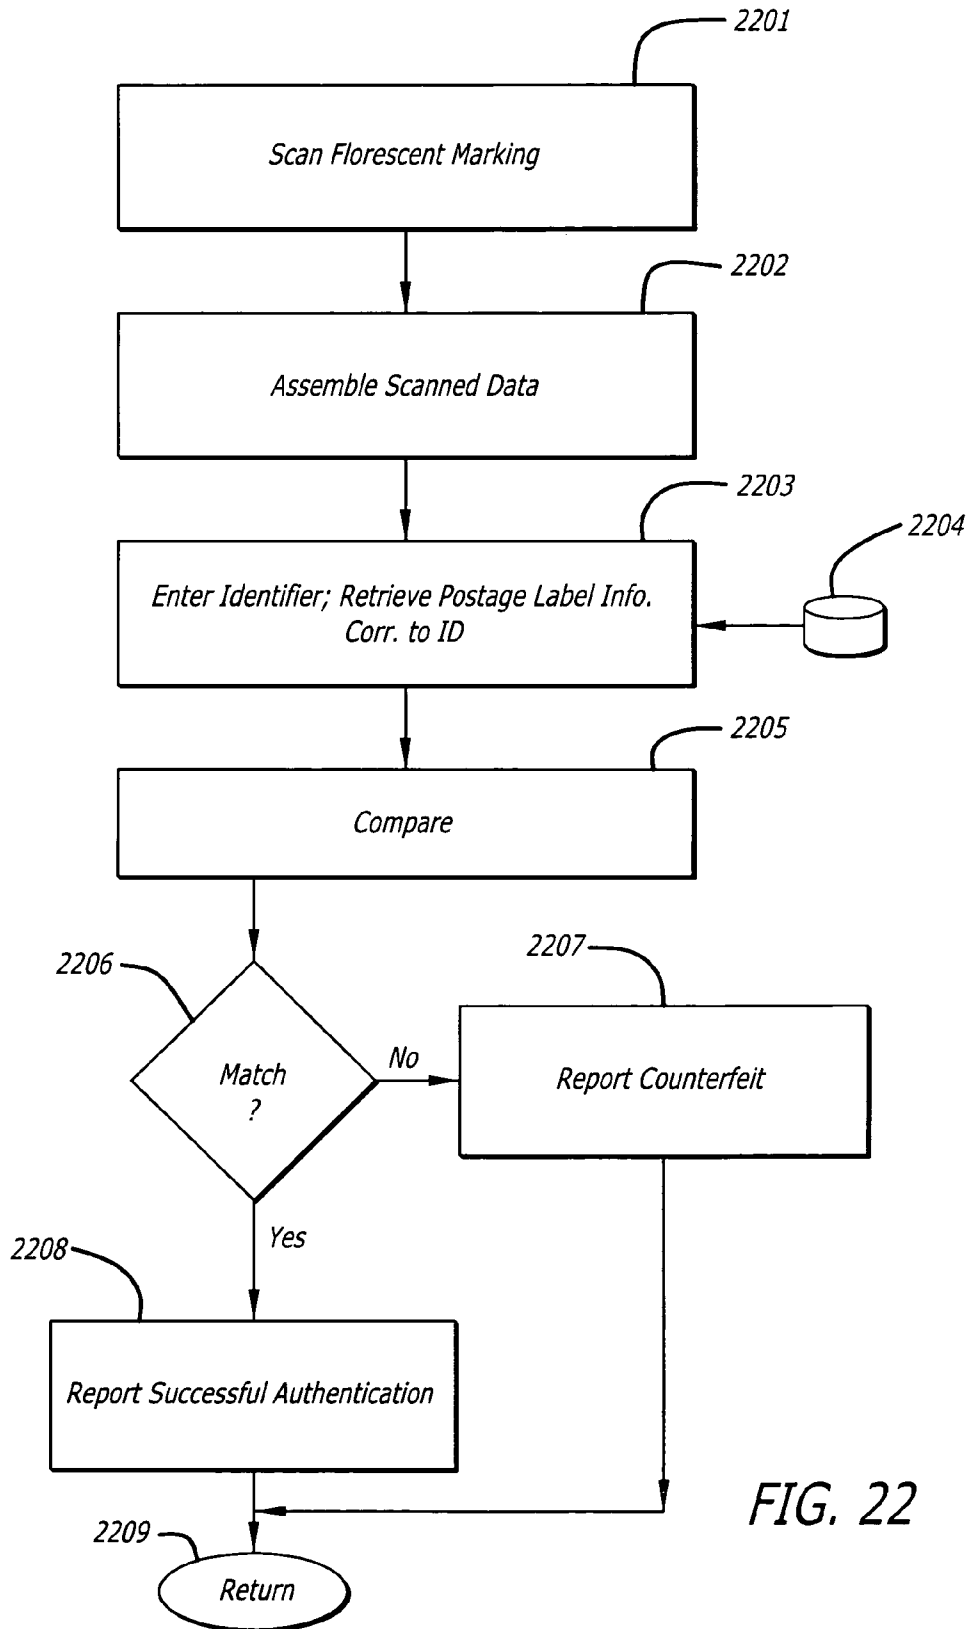 2201
Scan Florescent Marking
2202
Assemble Scanned Data
2203
2204
Enter Identifier; Retrieve Postage Label Info.
Corr. to ID
2205
Compare
2206
2207
Match
?
No
Report Counterfeit
Yes
2208
Report Successful Authentication
FIG. 22
2209
Return